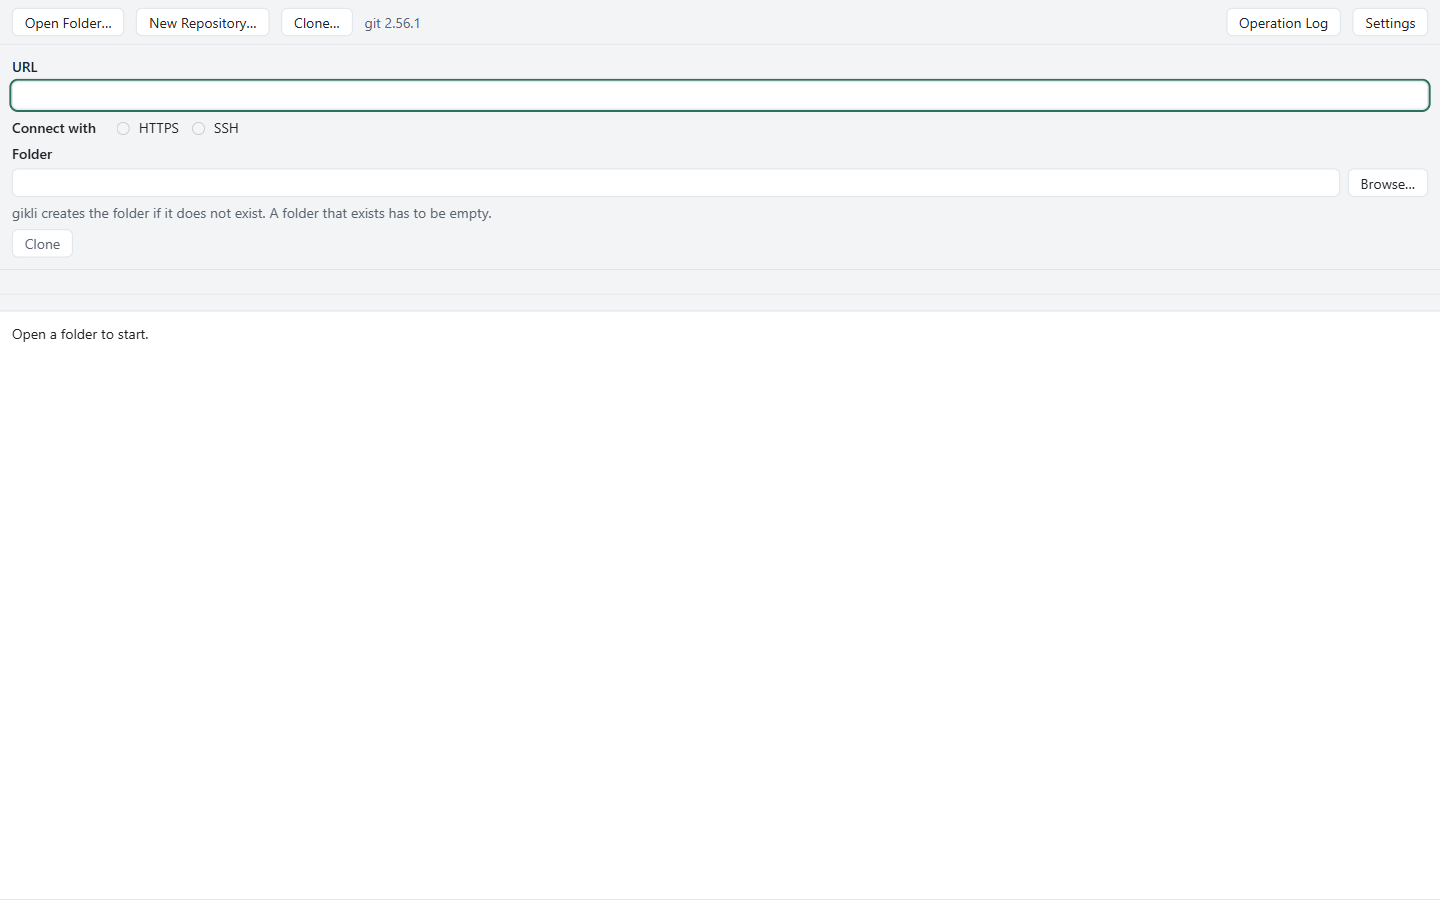 Open Folder... New Repository... Clone... git 2.56.1 Operation Log Settings
URL
Connect with HTTPS SSH
Folder
Browse...
gikli creates the folder if it does not exist. A folder that exists has to be empty.
Clone
Open a folder to start.